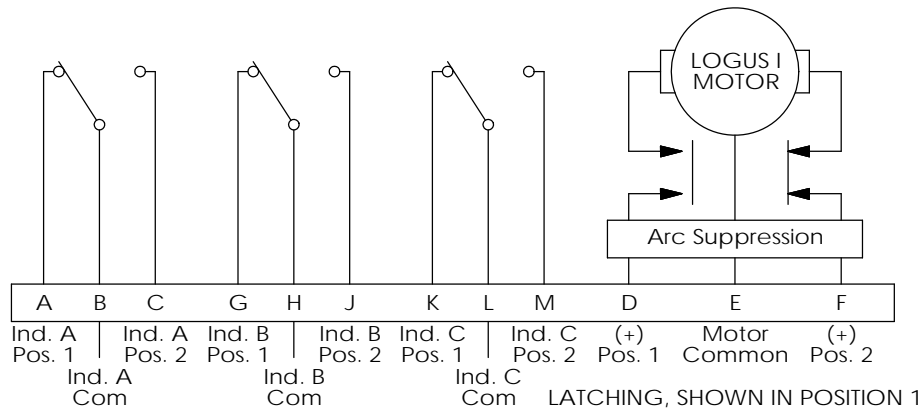 LOGUS I
MOTOR
Arc Suppression
A B C G H J K L M D E F
Ind. A Ind. A Ind. B Ind. B Ind. C Ind. C (+) Motor (+)
Pos. 1 Pos. 2 Pos. 1 Pos. 2 Pos. 1 Pos. 2 Pos. 1 Common Pos. 2
Ind. A Ind. B Ind. C
Com Com Com LATCHING, SHOWN IN POSITION 1